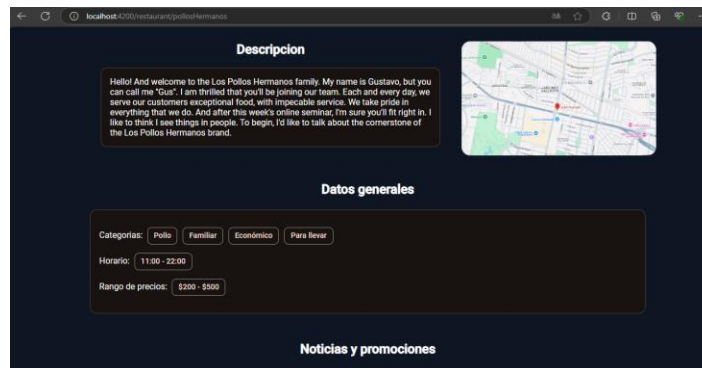 localhost:4200/restaurant/pollosHermanos
Descripcion
Hello! And welcome to the Los Pollos Hermanos family. My name is Gustavo, but you
can call me "Gus". I am thrilled that you'll be joining our team. Each and every day, we
serve our customers exceptional food, with impecable service. We take pride in
everything that we do. And after this week's online seminar, I'm sure you'll fit right in. I
like to think I see things in people. To begin, I'd like to talk about the cornerstone of
the Los Pollos Hermanos brand.
Datos generales
Categorias: Pollo Familiar Económico Para llevar
Horario: 11:00 - 22:00
Rango de precios: $200 - $500
Noticias y promociones